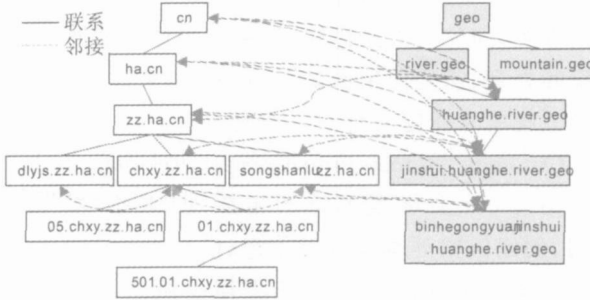 cn
geo
联系
邻接
ha.cn
river.geo
mountain.geo
zz.ha.cn
huanghe.river.geo
dlyjs.zz.ha.cn
chxy.zz.ha.cn
songshanlu.zz.ha.cn
jinshui.huanghe.river.geo
05.chxy.zz.ha.cn
01.chxy.zz.ha.cn
binhegongyuan.jinshui
.huanghe.river.geo
501.01.chxy.zz.ha.cn